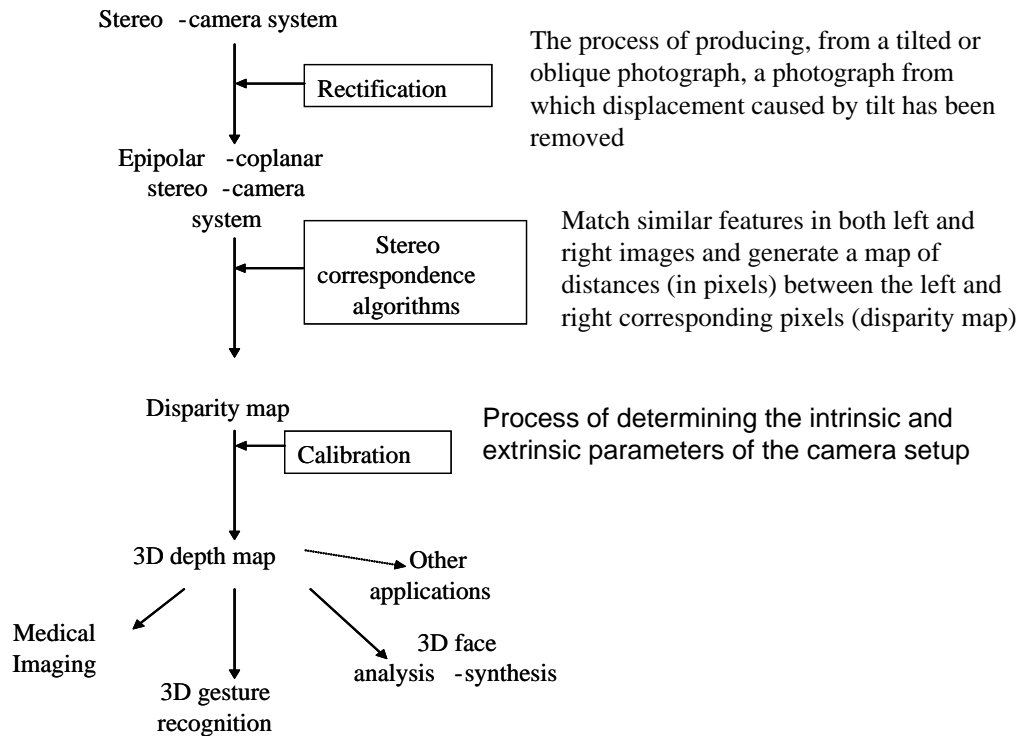 Stereo -camera system
The process of producing, from a tilted or
oblique photograph, a photograph from
which displacement caused by tilt has been
removed
Rectification
Epipolar -coplanar
stereo -camera
system
Stereo
correspondence
algorithms
Match similar features in both left and
right images and generate a map of
distances (in pixels) between the left and
right corresponding pixels (disparity map)
Disparity map
Process of determining the intrinsic and
extrinsic parameters of the camera setup
Calibration
3D depth map
Other
applications
Medical
Imaging
3D gesture
recognition
3D face
analysis -synthesis